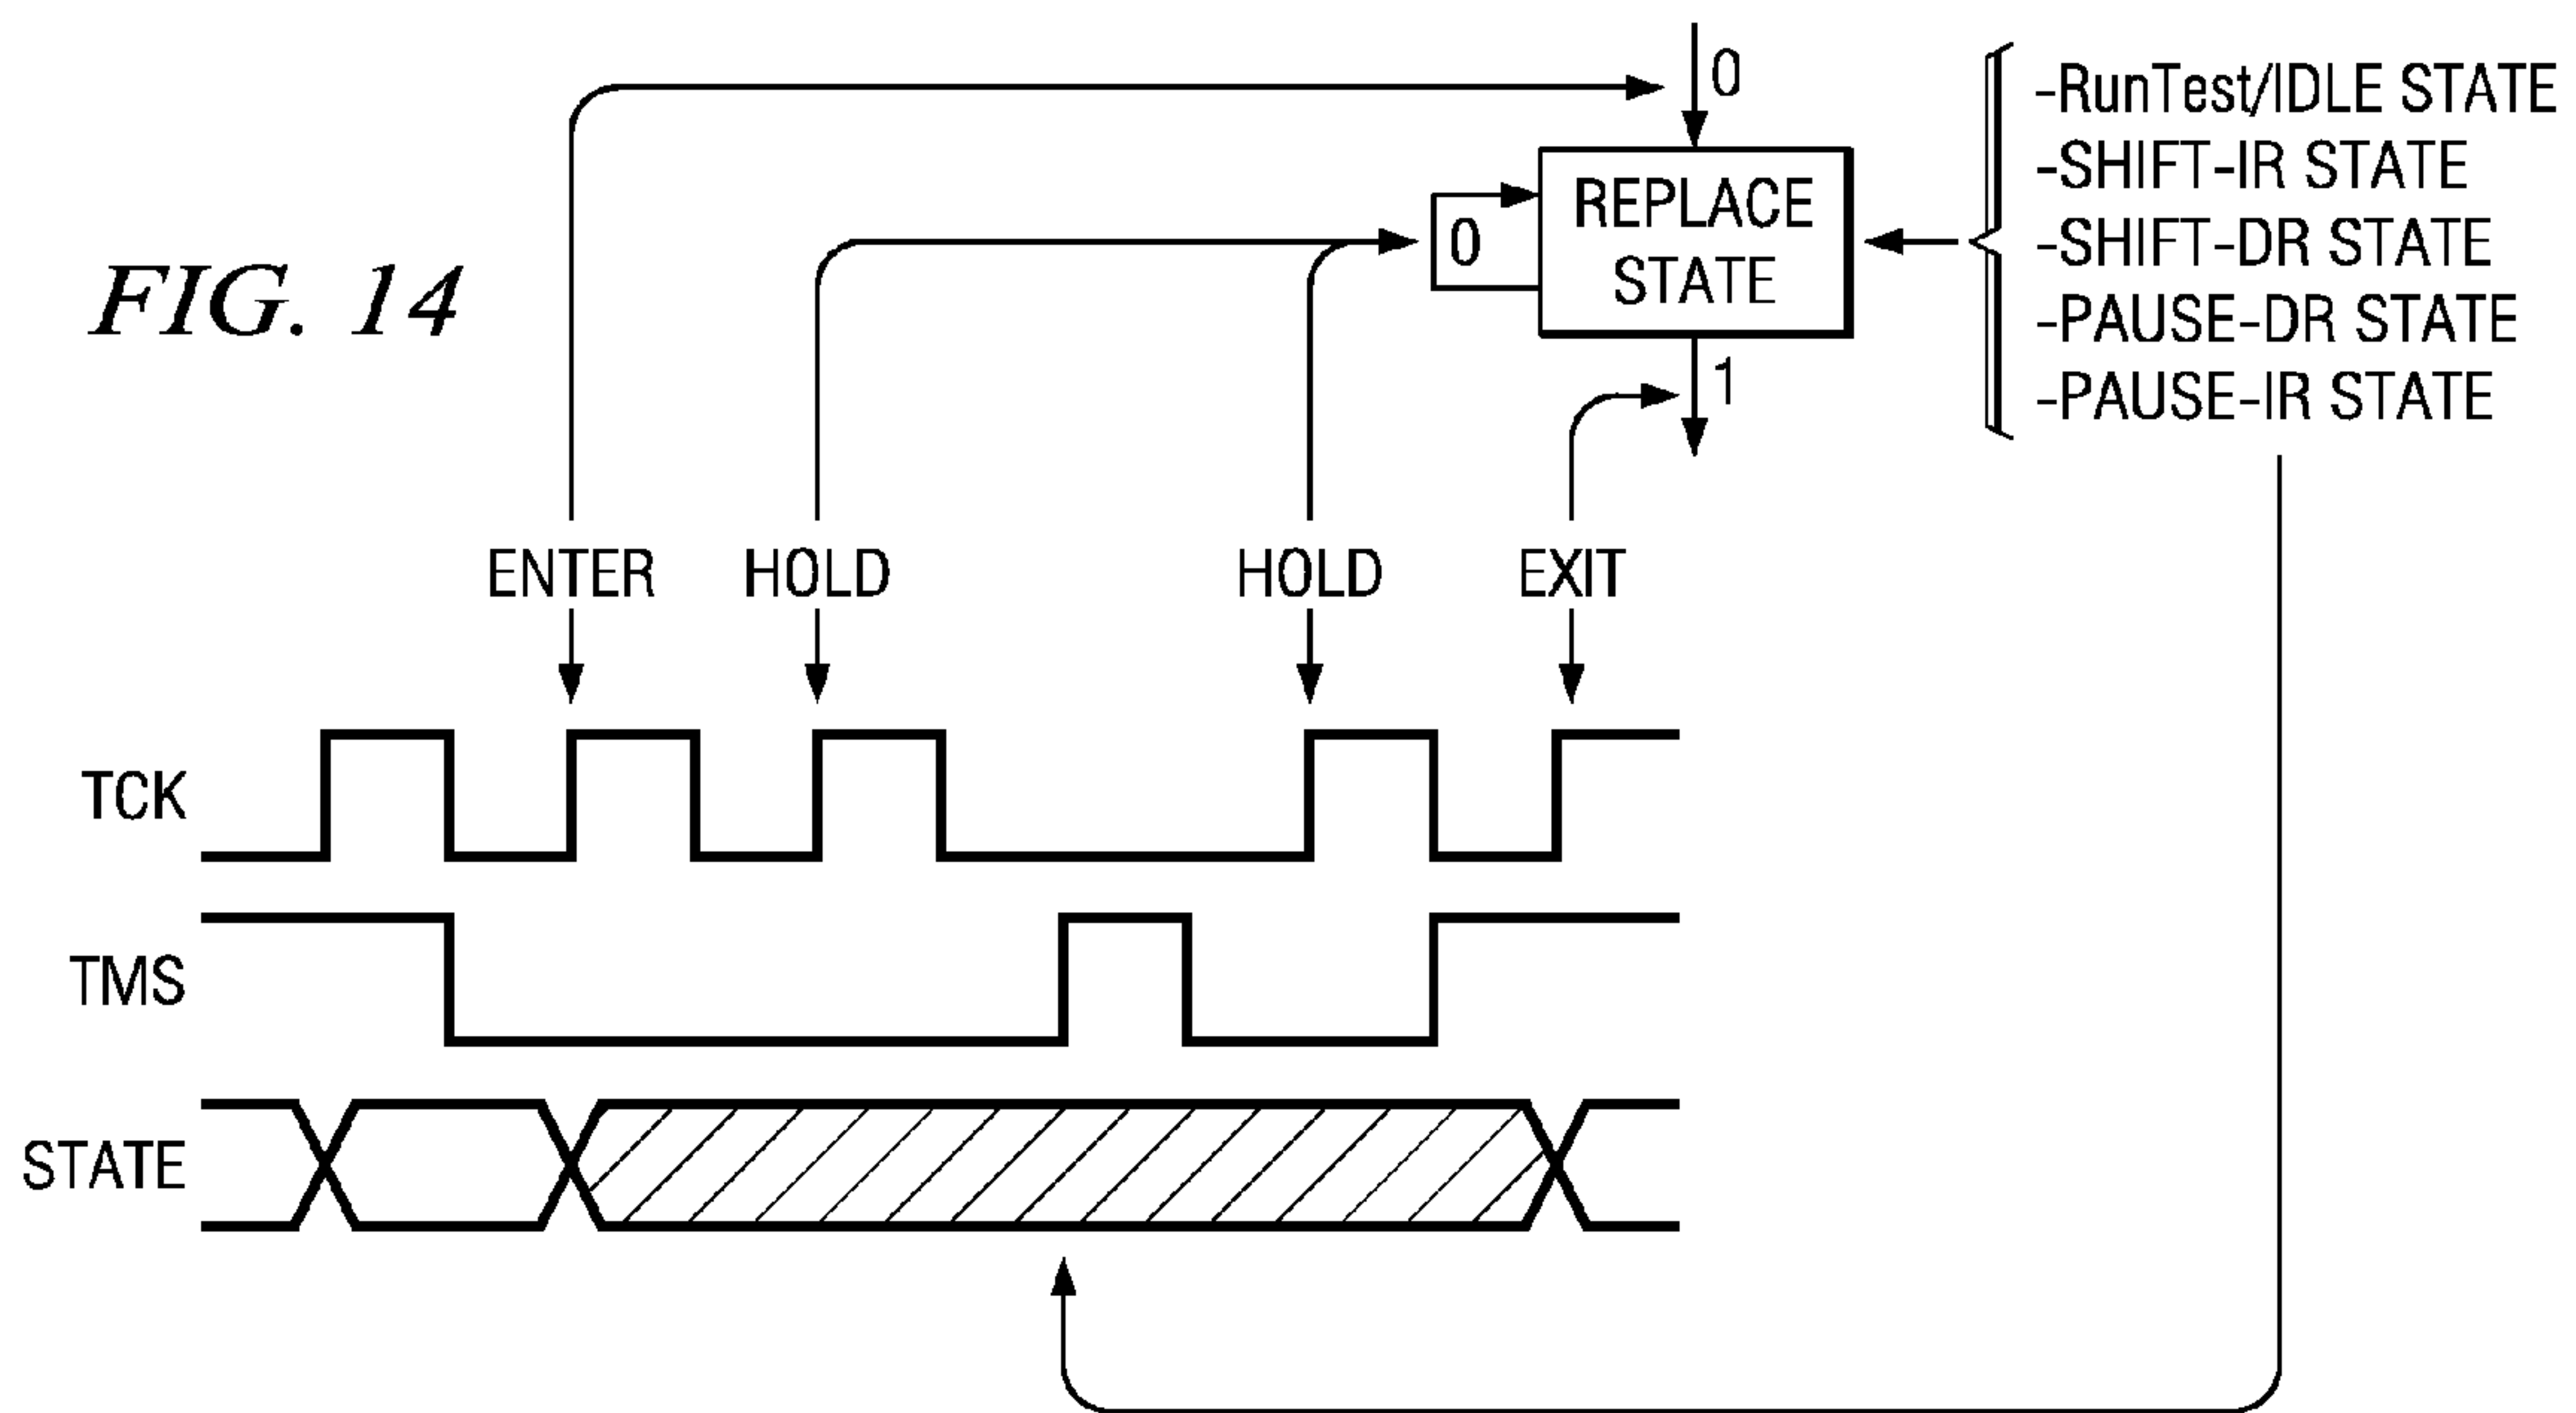 FIG. 14
0
0
REPLACE
STATE
1
-RunTest/IDLE STATE
-SHIFT-IR STATE
-SHIFT-DR STATE
-PAUSE-DR STATE
-PAUSE-IR STATE
ENTER
HOLD
HOLD
EXIT
TCK
TMS
STATE